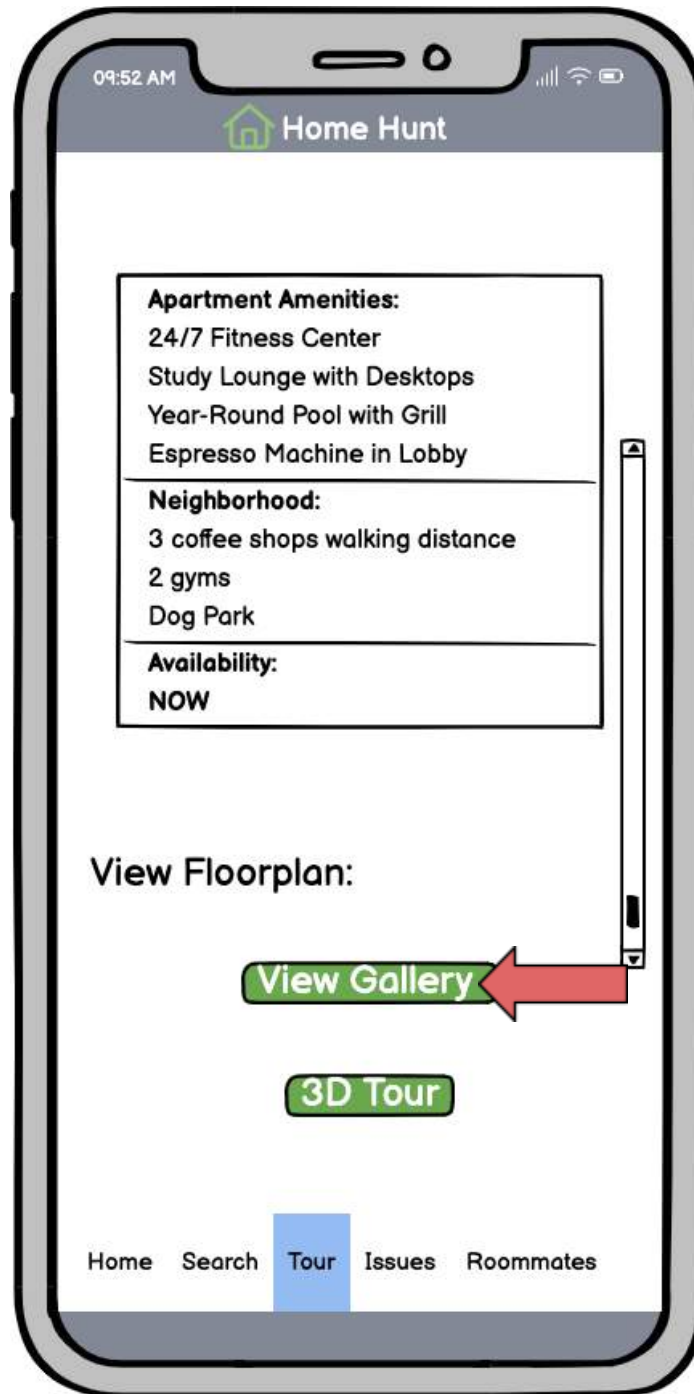 09:52 AM
Home Hunt
Apartment Amenities:
24/7 Fitness Center
Study Lounge with Desktops
Year-Round Pool with Grill
Espresso Machine in Lobby
Neighborhood:
3 coffee shops walking distance
2 gyms
Dog Park
Availability:
NOW
View Floorplan:
View Gallery
3D Tour
Home Search Tour Issues Roommates